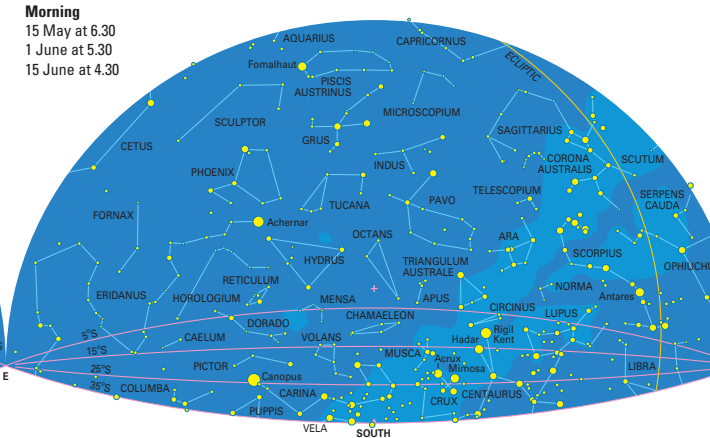 Morning
15 May at 6.30
1 June at 5.30
15 June at 4.30
AQUARIUS
CAPRICORNUS
ECLIPTIC
Fomalhaut
PISCIS
AUSTRINUS
MICROSCOPIUM
SCULPTOR
CETUS
GRUS
SAGITTARIUS
CORONA
AUSTRALIS
SCUTUM
PHOENIX
INDUS
TELESCOPIUM
SERPENS
CAUDA
FORNAX
TUCANA
PAVO
Achernar
OCTANS
ARA
HYDRUS
TRIANGULUM
AUSTRALE
SCORPIUS
OPHIUCHU
ERIDANUS
RETICULUM
HOROLOGIUM
MENSA
APUS
NORMA
Antares
CIRCINUS
LUPUS
CHAMAELEON
DORADO
5°S
CAELUM
VOLANS
Rigil
Kent
Hadar
S
15°S
MUSCA
Acrux
Mimosa
LIBRA
E
25°S
PICTOR
Canopus
35°S
COLUMBA
CARINA
CRUX
CENTAURUS
PUPPIS
VELA
SOUTH